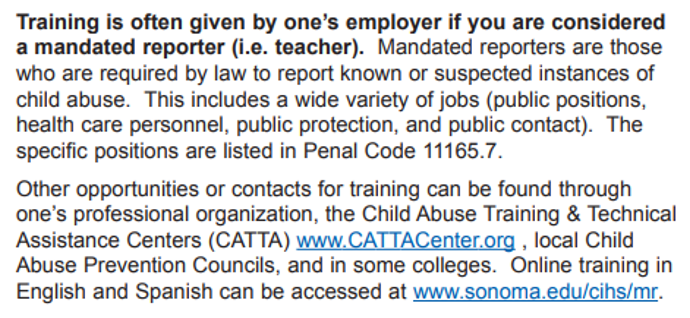 Training is often given by one's employer if you are considered
a mandated reporter (i.e. teacher). Mandated reporters are those
who are required by law to report known or suspected instances of
child abuse. This includes a wide variety of jobs (public positions,
health care personnel, public protection, and public contact). The
specific positions are listed in Penal Code 11165.7.
Other opportunities or contacts for training can be found through
one's professional organization, the Child Abuse Training & Technical
Assistance Centers (CATTA) www.CATTACenter.org , local Child
Abuse Prevention Councils, and in some colleges. Online training in
English and Spanish can be accessed at www.sonoma.edu/cihs/mr.